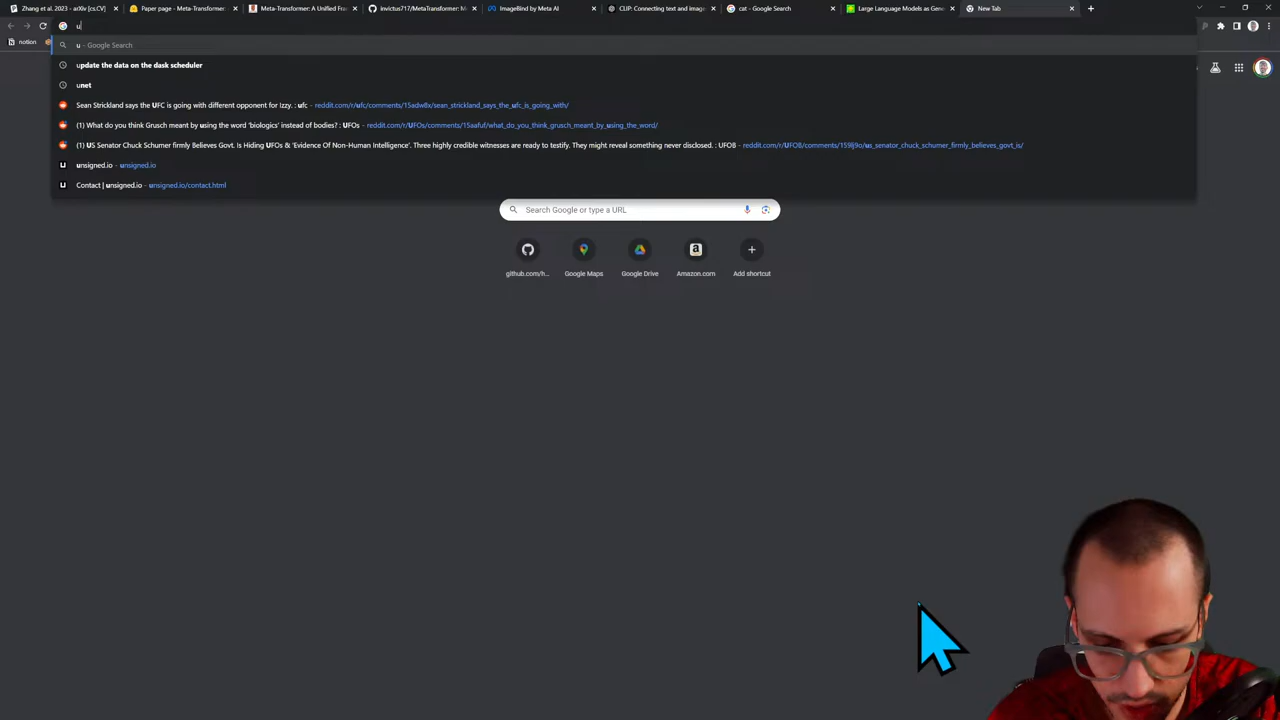 Zhang et al. 2023 - arXiv [cs.CV]
Paper page - Meta-Transformer
Meta-Transformer: A Unified Fra
invictus717/MetaTransformer: M
ImageBind by Meta AI
CLIP: Connecting text and image
cat - Google Search
Large Language Models as Gene
New Tab
u
notion
u - Google Search
update the data on the dask scheduler
unet
Sean Strickland says the UFC is going with different opponent for Izzy. : ufc - reddit.com/r/ufc/comments/15adw8x/sean_strickland_says_the_ufc_is_going_with/
(1) What do you think Grusch meant by using the word 'biologics' instead of bodies? : UFOs - reddit.com/r/UFOs/comments/15aafuf/what_do_you_think_grusch_meant_by_using_the_word/
(1) US Senator Chuck Schumer firmly Believes Govt. Is Hiding UFOs & 'Evidence Of Non-Human Intelligence'. Three highly credible witnesses are ready to testify. They might reveal something never disclosed. : UFOB - reddit.com/r/UFOB/comments/159lj9o/us_senator_chuck_schumer_firmly_believes_govt_is/
unsigned.io - unsigned.io
Contact | unsigned.io - unsigned.io/contact.html
Search Google or type a URL
github.com/h...
Google Maps
Google Drive
Amazon.com
Add shortcut